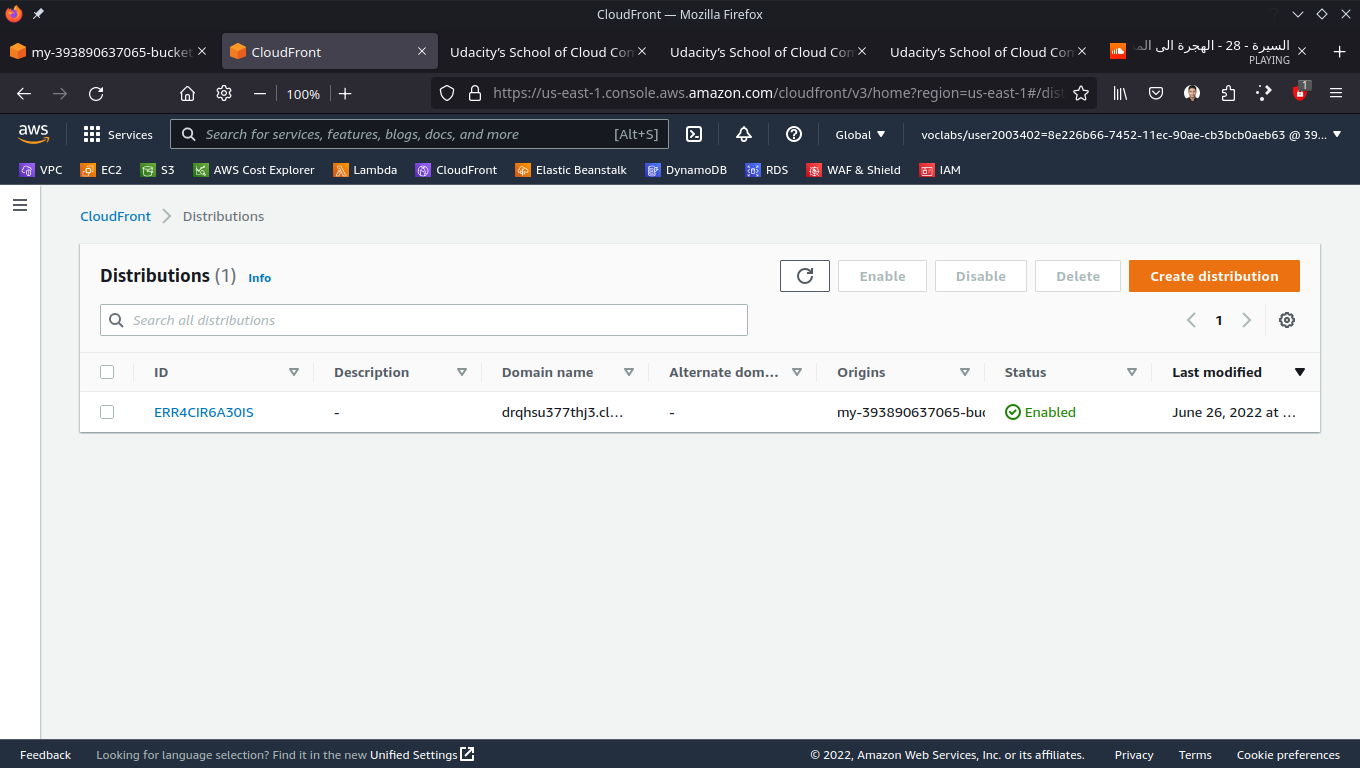 CloudFront — Mozilla Firefox
my-393890637065-bucket
CloudFront
Udacity’s School of Cloud Con
Udacity’s School of Cloud Con
Udacity’s School of Cloud Con
السيرة - 28 - الهجرة الى
PLAYING
100%
https://us-east-1.console.aws.amazon.com/cloudfront/v3/home?region=us-east-1#/dist
1
aws
Services
Search for services, features, blogs, docs, and more
[Alt+S]
Global
voclabs/user2003402=8e226b66-7452-11ec-90ae-cb3bcb0aeb63 @ 39...
VPC
EC2
S3
AWS Cost Explorer
Lambda
CloudFront
Elastic Beanstalk
DynamoDB
RDS
WAF & Shield
IAM
CloudFront
Distributions
Distributions (1)
Info
Enable
Disable
Delete
Create distribution
Search all distributions
1
ID
Description
Domain name
Alternate dom...
Origins
Status
Last modified
ERR4CIR6A30IS
-
drqhsu377thj3.cl...
-
my-393890637065-buc
Enabled
June 26, 2022 at ...
Feedback
Looking for language selection? Find it in the new Unified Settings
© 2022, Amazon Web Services, Inc. or its affiliates.
Privacy
Terms
Cookie preferences